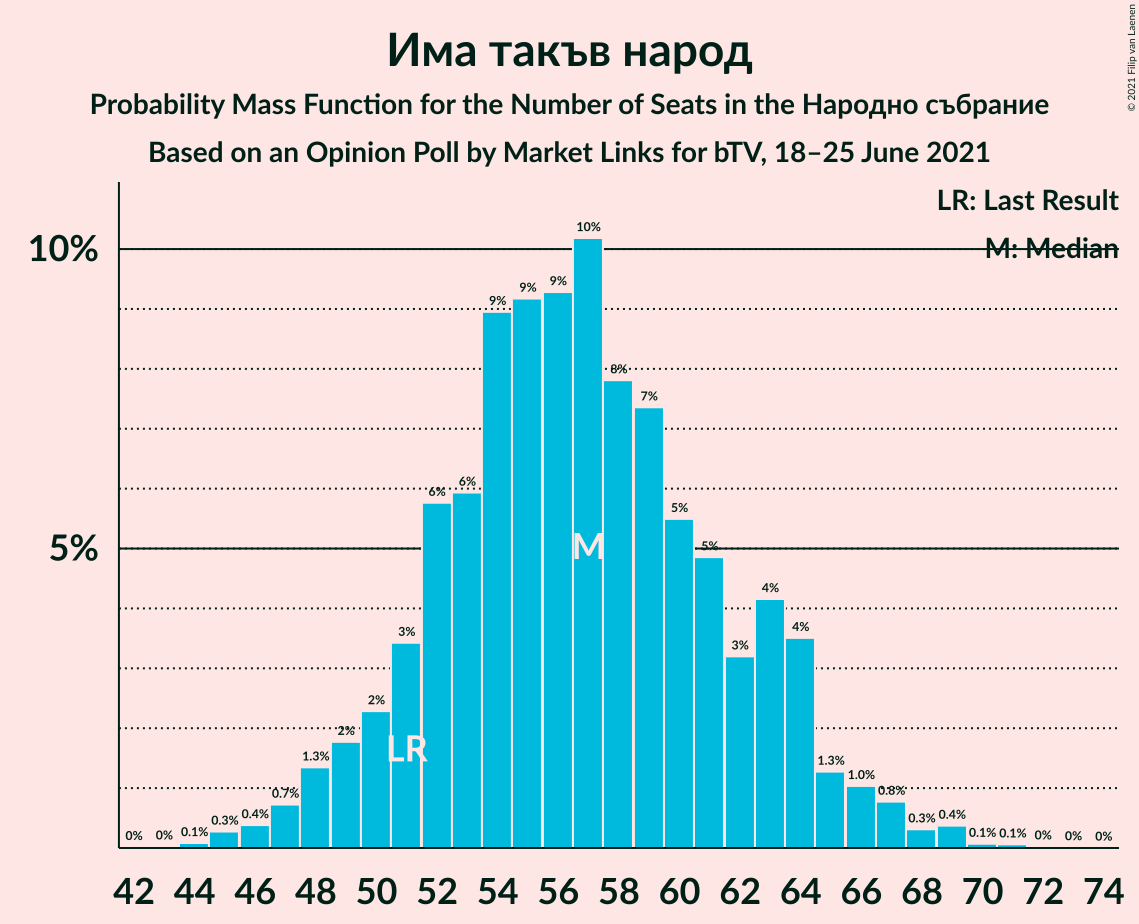 Има такъв народ
Probability Mass Function for the Number of Seats in the Народно събрание
Based on an Opinion Poll by Market Links for bTV, 18–25 June 2021
© 2021 Filip van Laenen
LR: Last Result
M: Median
10%
5%
0% 0% 0.1% 0.3% 0.4% 0.7% 1.3% 2% 2% 3% 6% 6% 9% 9% 9% 10% 8% 7% 5% 5% 3% 4% 4% 1.3% 1.0% 0.8% 0.3% 0.4% 0.1% 0.1% 0% 0% 0%
M
LR
42 44 46 48 50 52 54 56 58 60 62 64 66 68 70 72 74